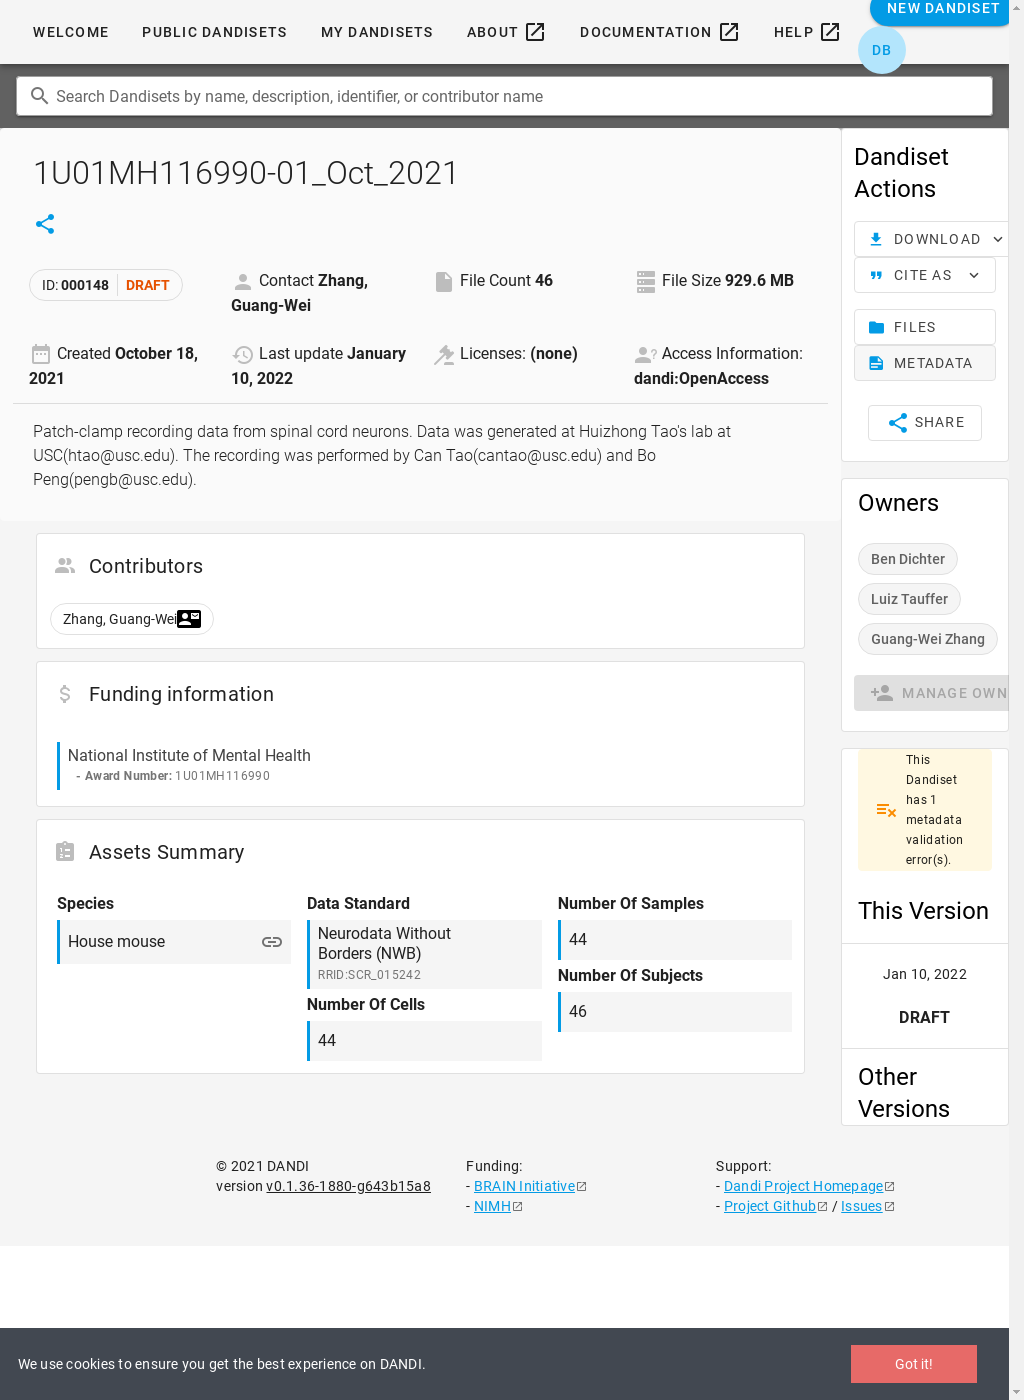 WELCOME PUBLIC DANDISETS MY DANDISETS ABOUT DOCUMENTATION HELP NEW DANDISET
DB
Search Dandisets by name, description, identifier, or contributor name
1U01MH116990-01_Oct_2021
ID: 000148 DRAFT
Contact Zhang,
Guang-Wei
File Count 46
File Size 929.6 MB
Created October 18,
2021
Last update January
10, 2022
Licenses: (none)
Access Information:
dandi:OpenAccess
Patch-clamp recording data from spinal cord neurons. Data was generated at Huizhong Tao's lab at
USC(htao@usc.edu). The recording was performed by Can Tao(cantao@usc.edu) and Bo
Peng(pengb@usc.edu).
Contributors
Zhang, Guang-Wei
Funding information
National Institute of Mental Health
- Award Number: 1U01MH116990
Assets Summary
Species
House mouse
Data Standard
Neurodata Without
Borders (NWB)
RRID:SCR_015242
Number Of Cells
44
Number Of Samples
44
Number Of Subjects
46
Dandiset
Actions
DOWNLOAD
CITE AS
FILES
METADATA
SHARE
Owners
Ben Dichter
Luiz Tauffer
Guang-Wei Zhang
MANAGE OWN
This
Dandiset
has 1
metadata
validation
error(s).
This Version
Jan 10, 2022
DRAFT
Other
Versions
© 2021 DANDI
version v0.1.36-1880-g643b15a8
Funding:
- BRAIN Initiative
- NIMH
Support:
- Dandi Project Homepage
- Project Github / Issues
We use cookies to ensure you get the best experience on DANDI.
Got it!